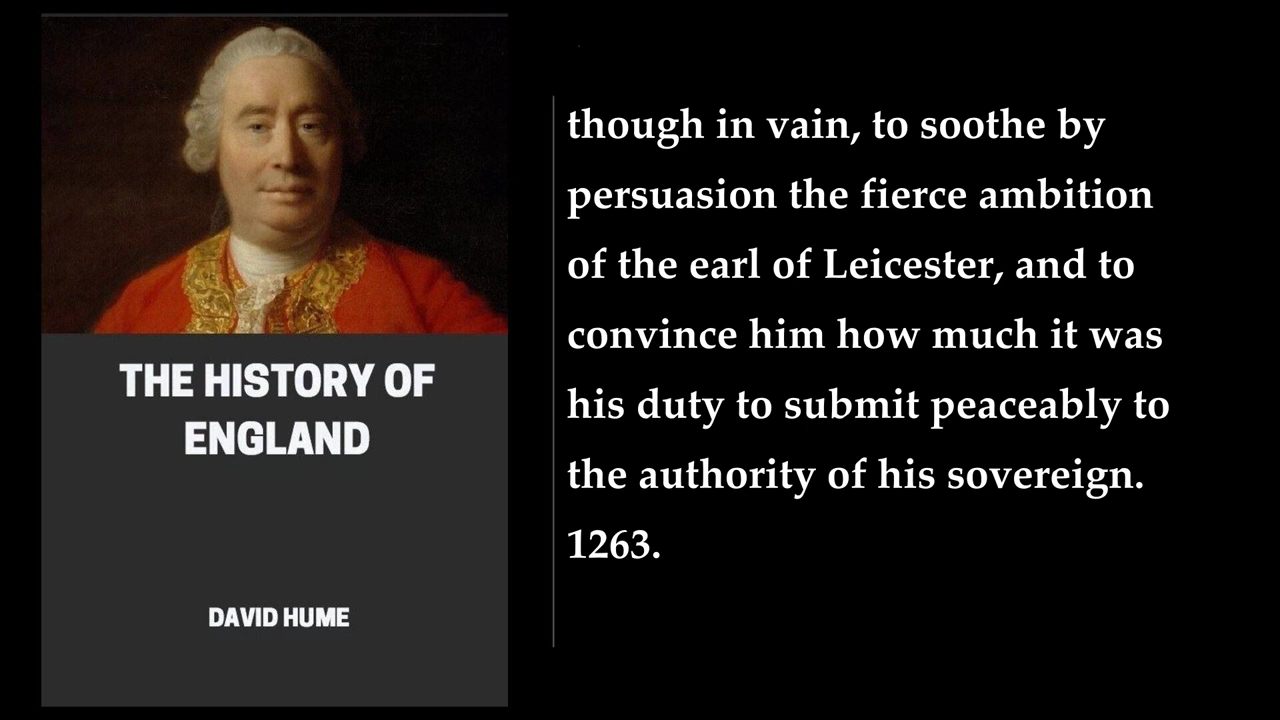 THE HISTORY OF
ENGLAND
DAVID HUME
though in vain, to soothe by
persuasion the fierce ambition
of the earl of Leicester, and to
convince him how much it was
his duty to submit peaceably to
the authority of his sovereign.
1263.